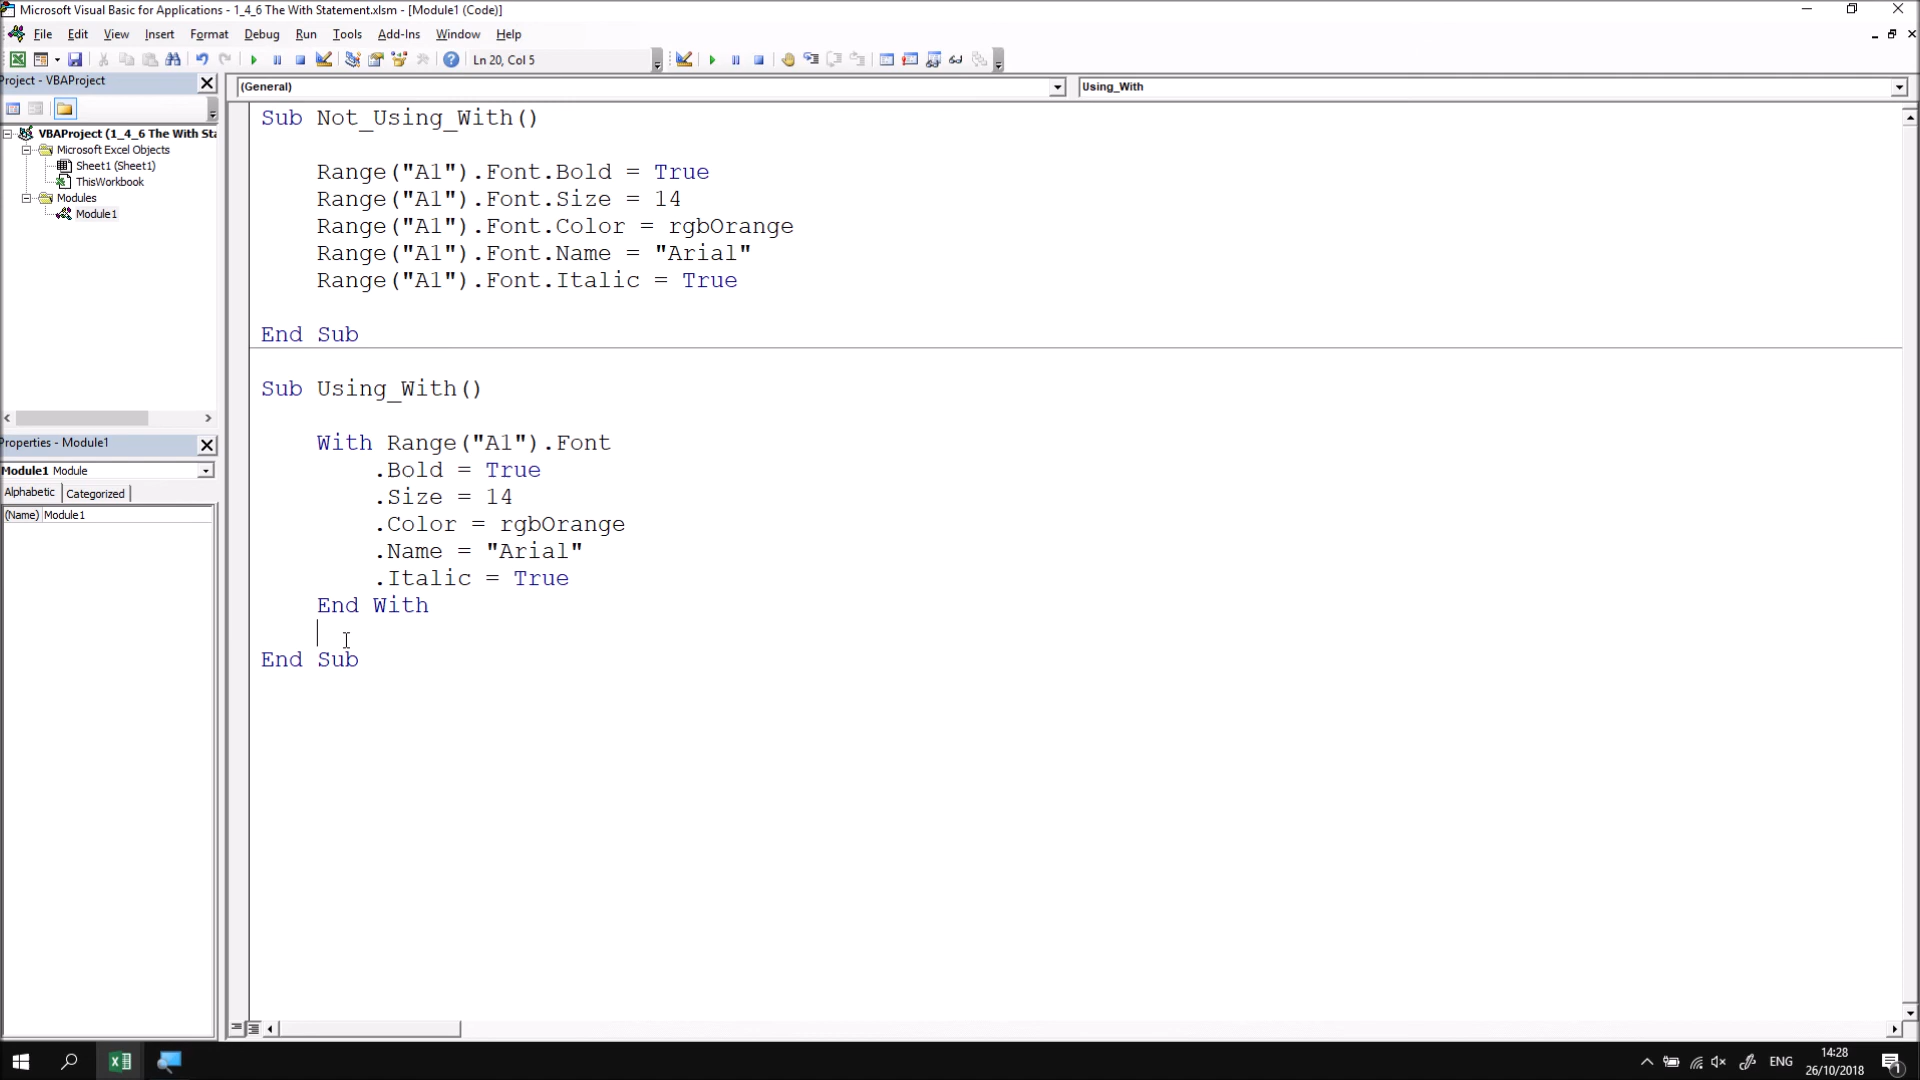 Microsoft Visual Basic for Applications - 1_4_6 The With Statement.xlsm - [Module1 (Code)]
File Edit View Insert Format Debug Run Tools Add-Ins Window Help
Ln 20, Col 5
Project - VBAProject
VBAProject (1_4_6 The With Sta
Microsoft Excel Objects
Sheet1 (Sheet1)
ThisWorkbook
Modules
Module1
Properties - Module1
Module1 Module
Alphabetic Categorized
(Name) Module1
(General) Using_With
Sub Not_Using_With()
Range("A1").Font.Bold = True
Range("A1").Font.Size = 14
Range("A1").Font.Color = rgbOrange
Range("A1").Font.Name = "Arial"
Range("A1").Font.Italic = True
End Sub
Sub Using_With()
With Range("A1").Font
.Bold = True
.Size = 14
.Color = rgbOrange
.Name = "Arial"
.Italic = True
End With
End Sub
ENG
14:28
26/10/2018
1